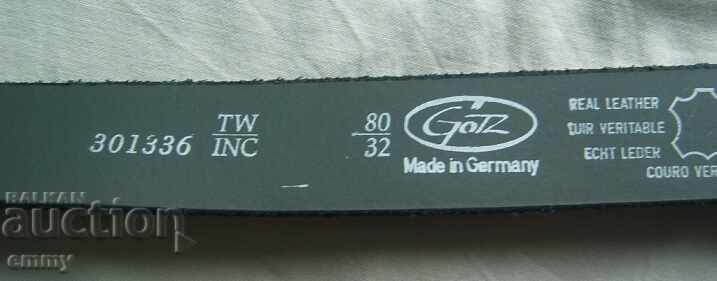 301336
TW
INC
80
32
GÖTZ
Made in Germany
REAL LEATHER
CUIR VERITABLE
ECHT LEDER
COURO VER
BALKAN
auction
emmy